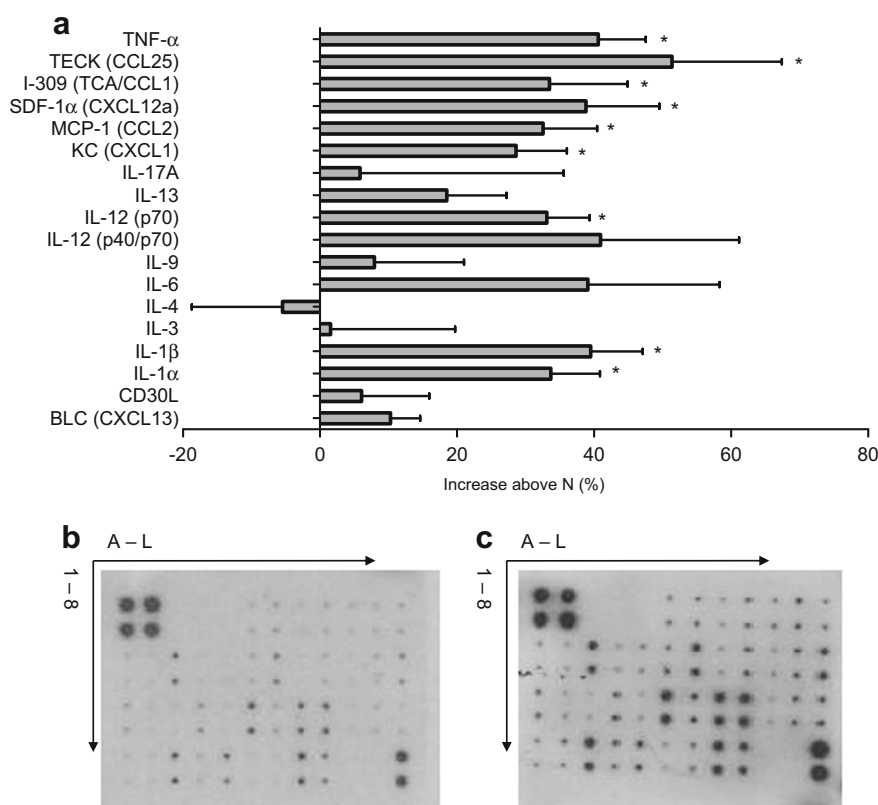 a
TNF-α *
TECK (CCL25) *
I-309 (TCA/CCL1) *
SDF-1α (CXCL12a) *
MCP-1 (CCL2) *
KC (CXCL1) *
IL-17A
IL-13
IL-12 (p70) *
IL-12 (p40/p70)
IL-9
IL-6
IL-4
IL-3
IL-1β *
IL-1α *
CD30L
BLC (CXCL13)
-20 0 20 40 60 80
Increase above N (%)
b
A – L
1 – 8
c
A – L
1 – 8